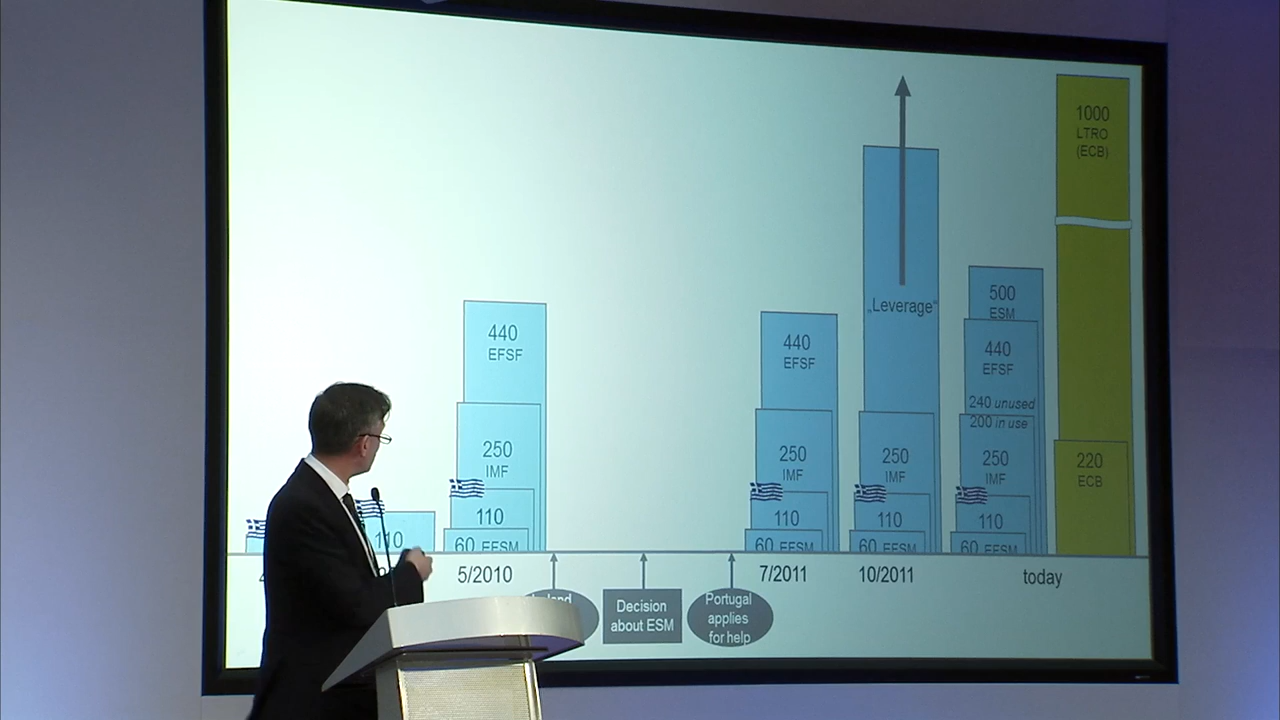 1000
LTRO
(ECB)
„Leverage“
500
ESM
440
EFSF
440
EFSF
440
EFSF
240 unused
200 in use
250
IMF
250
IMF
250
IMF
250
IMF
220
ECB
110
110
110
110
110
60 EFSM
60 EFSM
60 EFSM
60 EFSM
5/2010
7/2011
10/2011
today
Decision
about ESM
Portugal
applies
for help